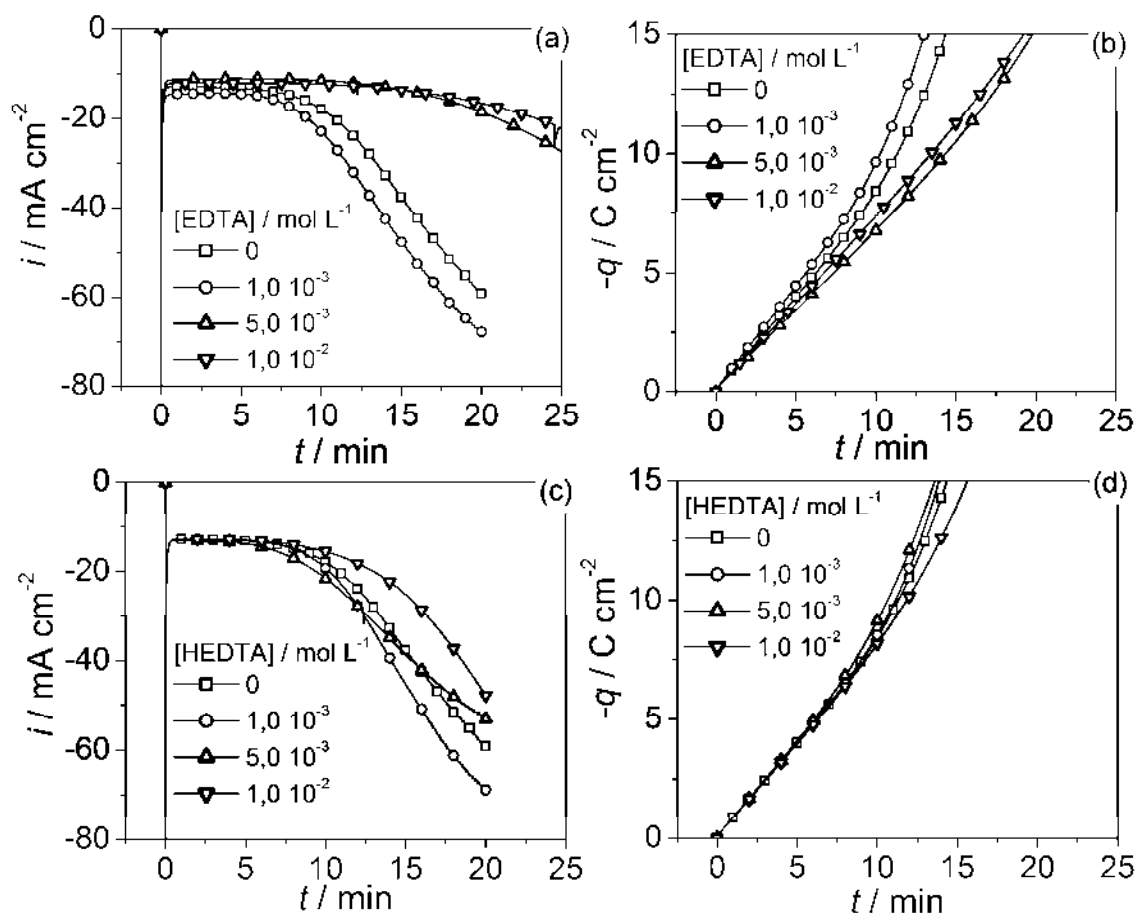 (a)
0
-20
-40
-60
-80
i / mA cm⁻²
[EDTA] / mol L⁻¹
0
1,0 10⁻³
5,0 10⁻³
1,0 10⁻²
0 5 10 15 20 25
t / min
(b)
15
10
5
0
-q / C cm⁻²
[EDTA] / mol L⁻¹
0
1,0 10⁻³
5,0 10⁻³
1,0 10⁻²
0 5 10 15 20 25
t / min
(c)
0
-20
-40
-60
-80
i / mA cm⁻²
[HEDTA] / mol L⁻¹
0
1,0 10⁻³
5,0 10⁻³
1,0 10⁻²
0 5 10 15 20 25
t / min
(d)
15
10
5
0
-q / C cm⁻²
[HEDTA] / mol L⁻¹
0
1,0 10⁻³
5,0 10⁻³
1,0 10⁻²
0 5 10 15 20 25
t / min